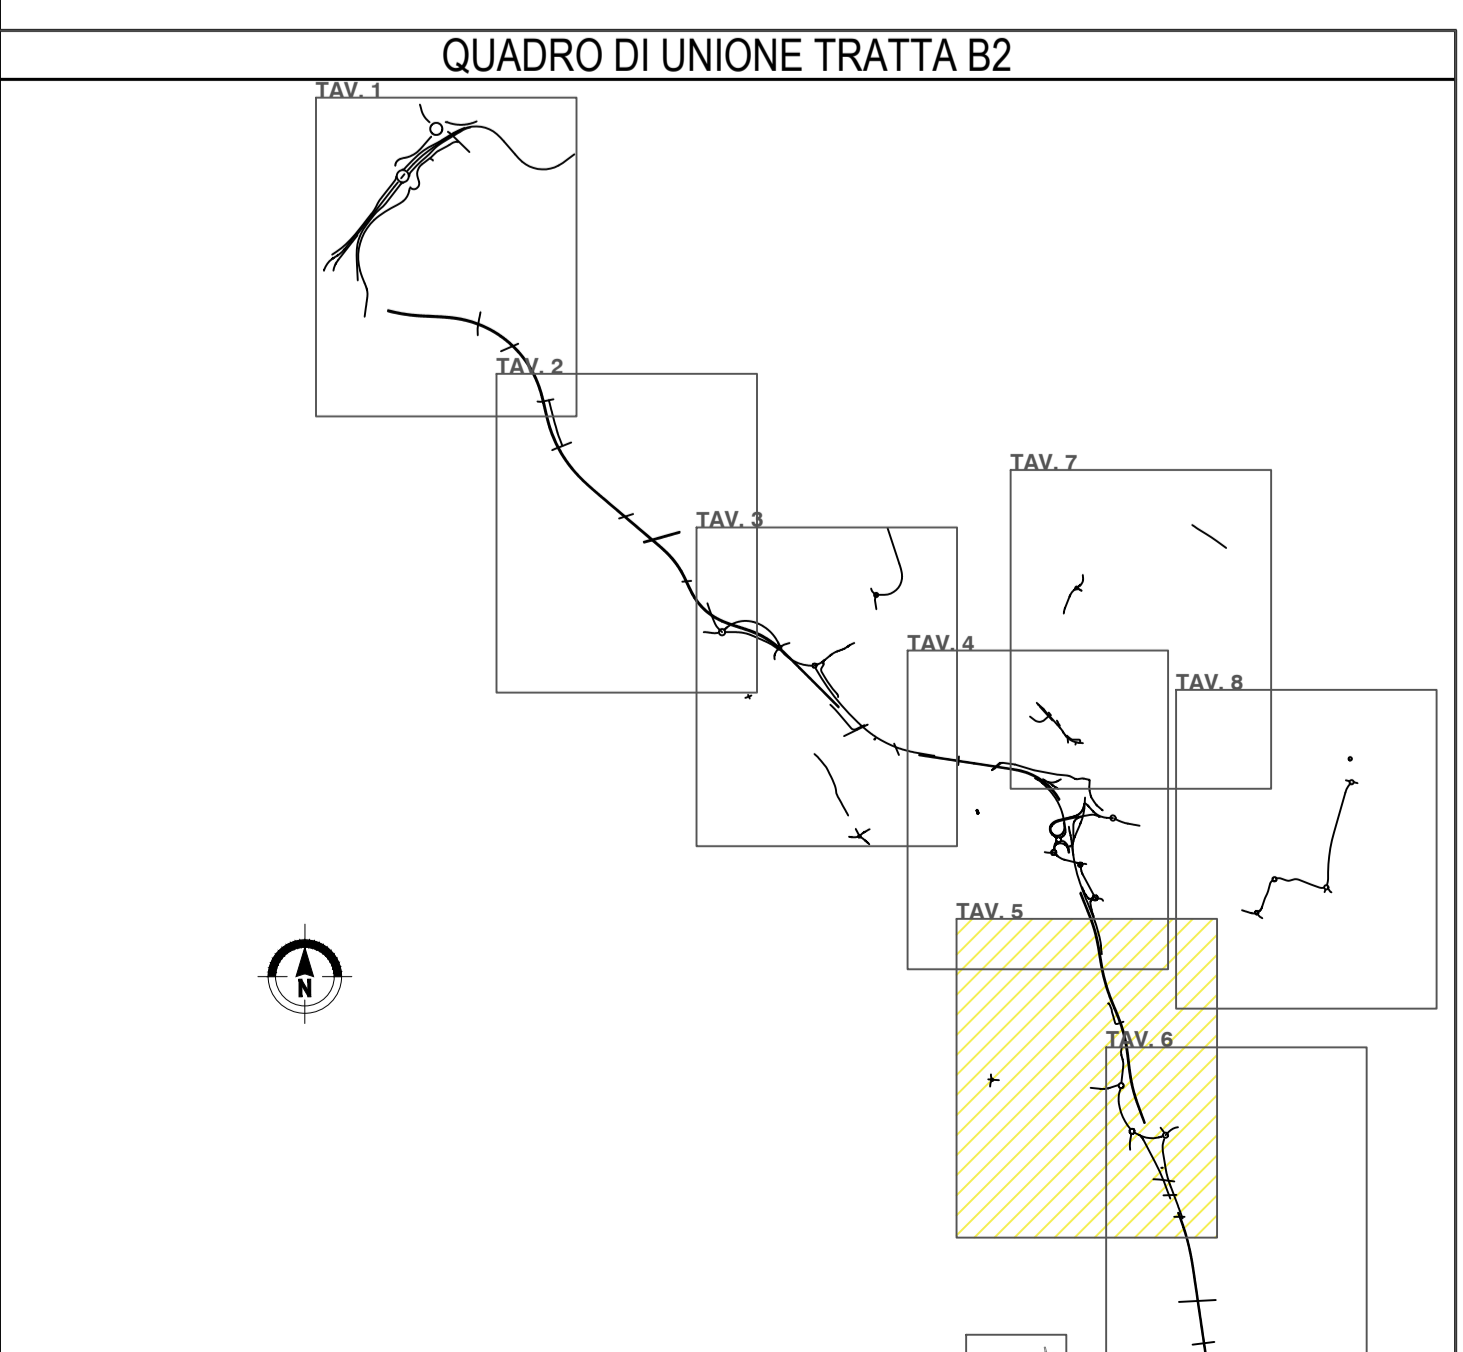 QUADRO DI UNIONE TRATTA B2
TAV. 1
TAV. 2
TAV. 7
TAV. 3
TAV. 4
TAV. 8
TAV. 5
N
TAV. 6